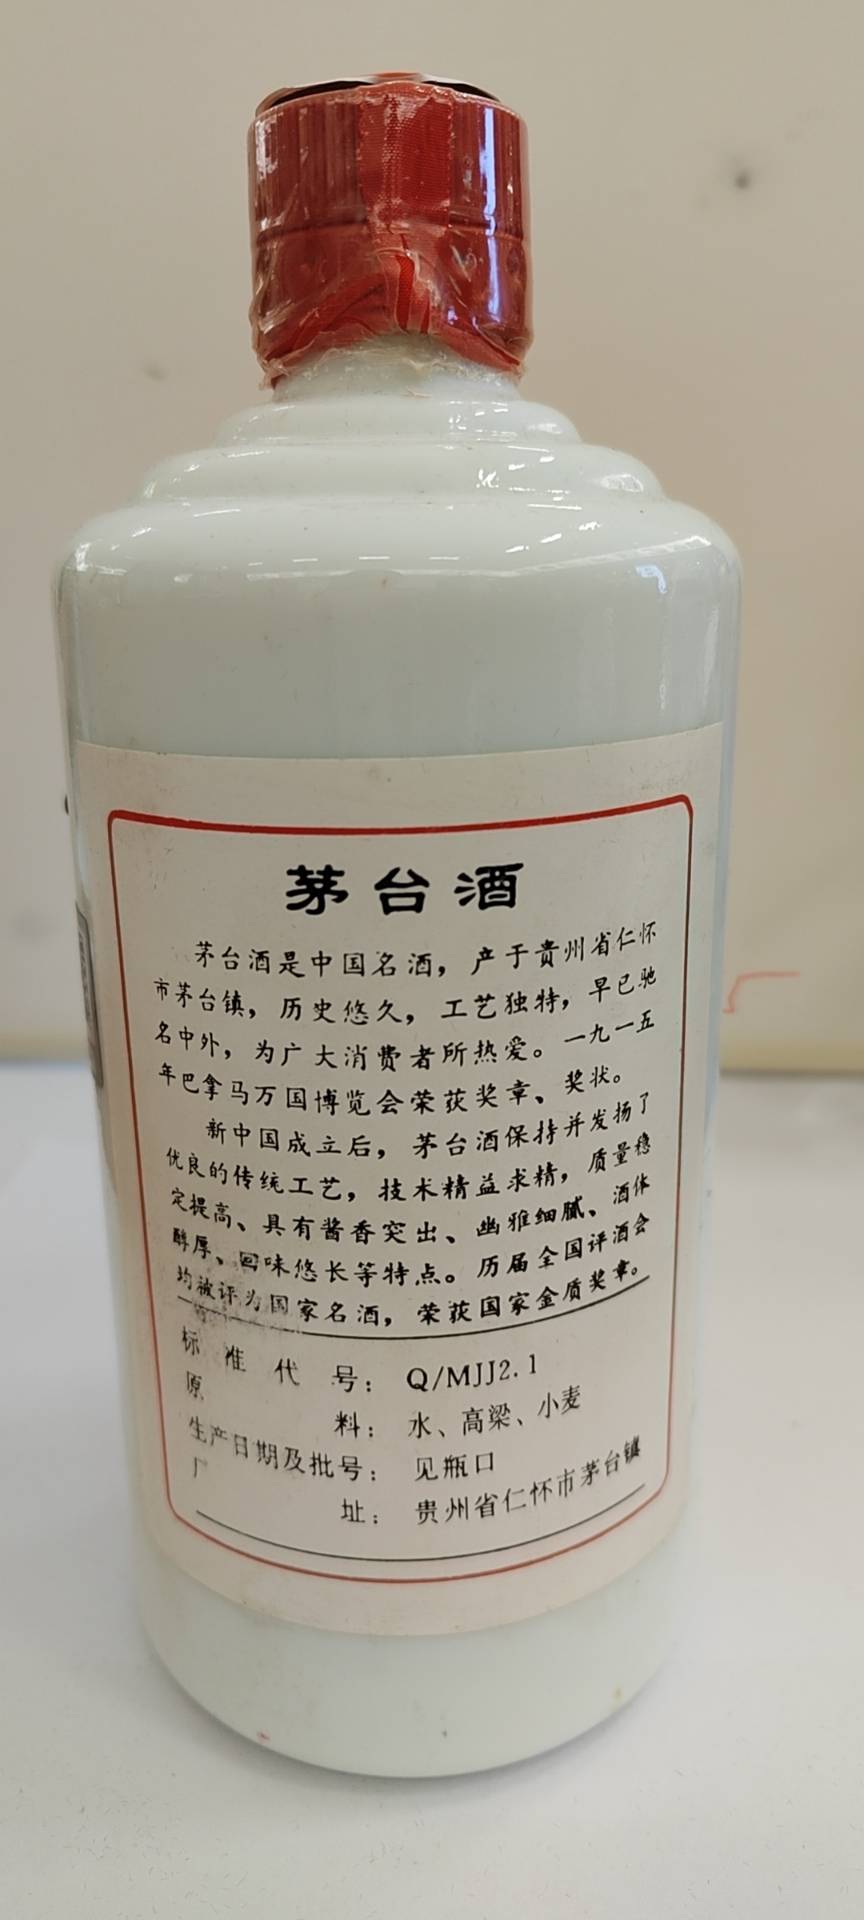 茅台酒
茅台酒是中国名酒，产于贵州省仁怀
市茅台镇，历史悠久，工艺独特，早已驰
名中外，为广大消费者所热爱。一九一五
年巴拿马万国博览会荣获奖章、奖状。
新中国成立后，茅台酒保持并发扬了
优良的传统工艺，技术精益求精，质量稳
定提高、具有酱香突出、幽雅细腻、酒体
醇厚、回味悠长等特点。历届全国评酒会
均被评为国家名酒，荣获国家金质奖章。
标准代号：Q/MJJ2.1
原料：水、高粱、小麦
生产日期及批号：见瓶口
厂址：贵州省仁怀市茅台镇